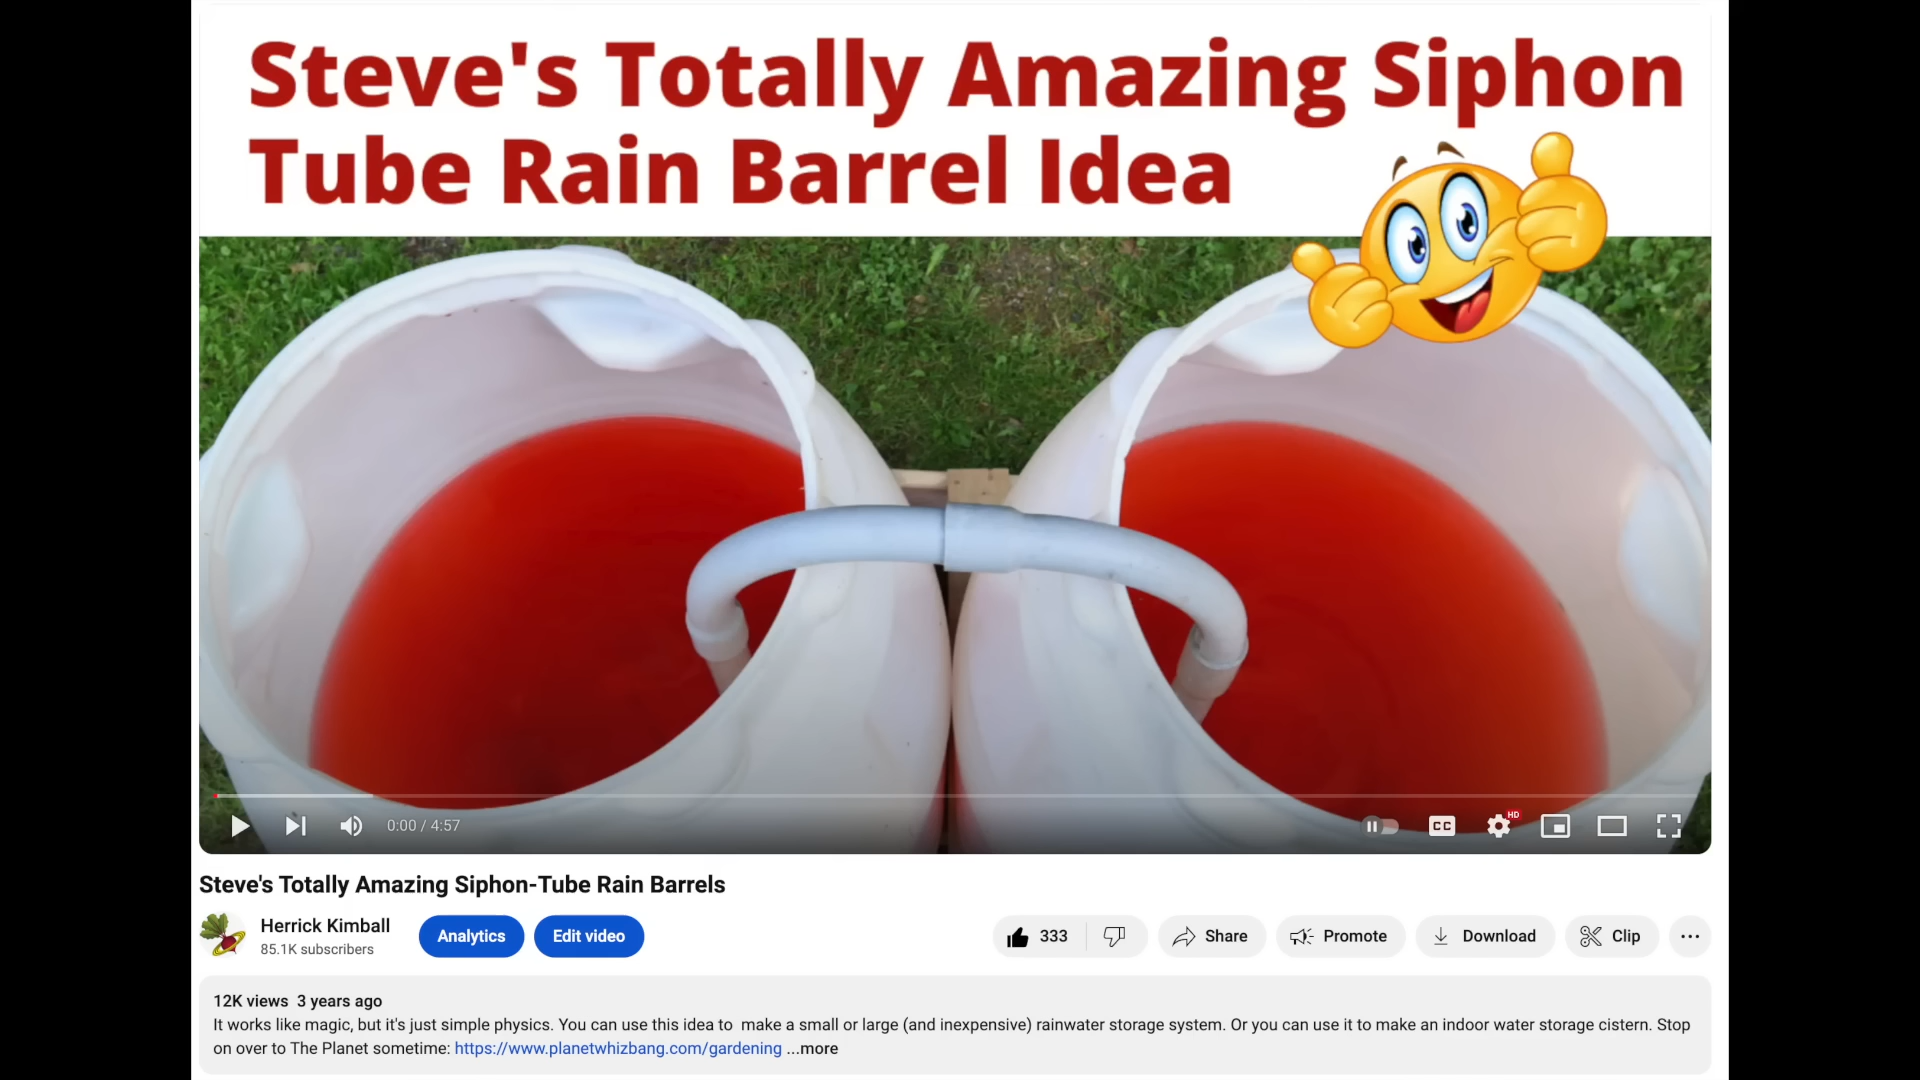 Steve's Totally Amazing Siphon
Tube Rain Barrel Idea
0:00 / 4:57
CC
HD
Steve's Totally Amazing Siphon-Tube Rain Barrels
Herrick Kimball
85.1K subscribers
Analytics
Edit video
333
Share
Promote
Download
Clip
12K views  3 years ago
It works like magic, but it's just simple physics. You can use this idea to  make a small or large (and inexpensive) rainwater storage system. Or you can use it to make an indoor water storage cistern. Stop
on over to The Planet sometime: https://www.planetwhizbang.com/gardening ...more